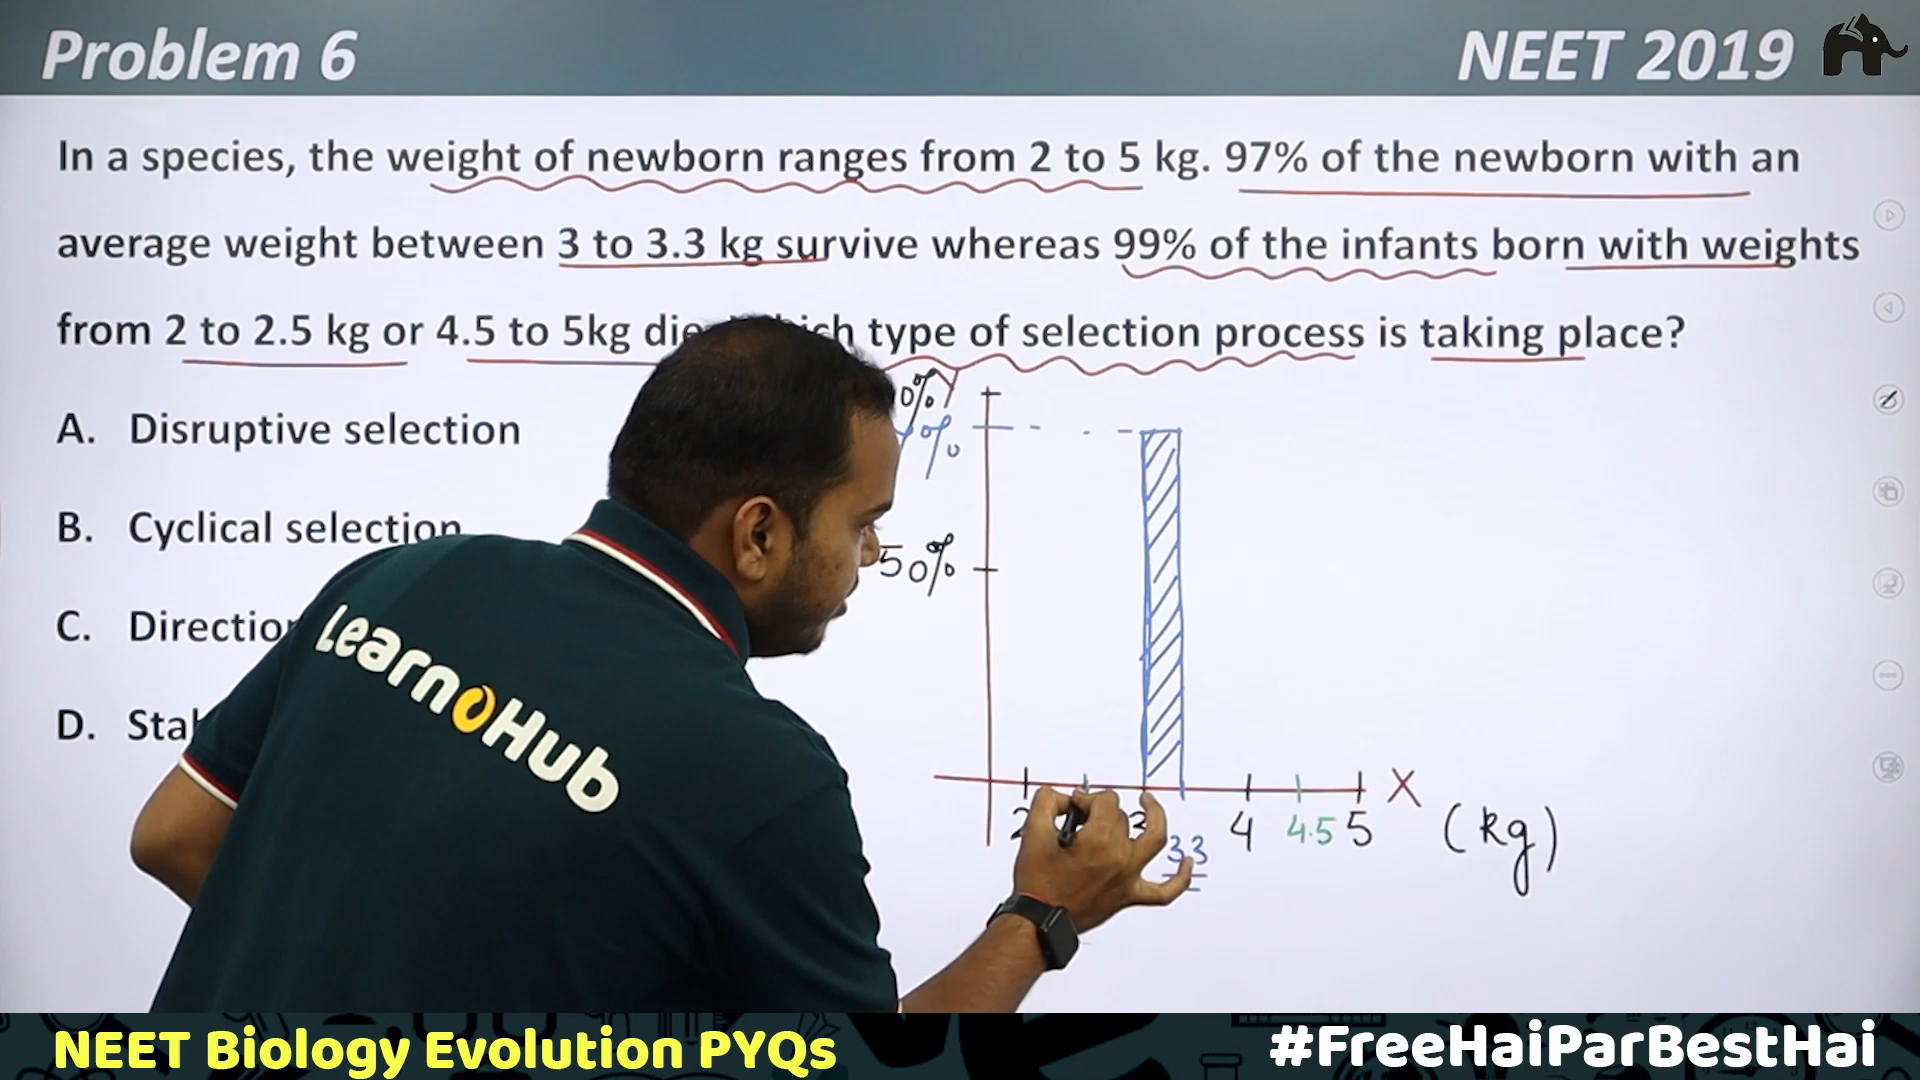 Problem 6
NEET 2019
In a species, the weight of newborn ranges from 2 to 5 kg. 97% of the newborn with an
average weight between 3 to 3.3 kg survive whereas 99% of the infants born with weights
from 2 to 2.5 kg or 4.5 to 5kg type of selection process is taking place?
A. Disruptive selection
B. Cyclical selection
C.
D.
0%
%
50%
X
2 3 4 4.5 5 (kg)
3.3
LearnoHub
NEET Biology Evolution PYQs
#FreeHaiParBestHai